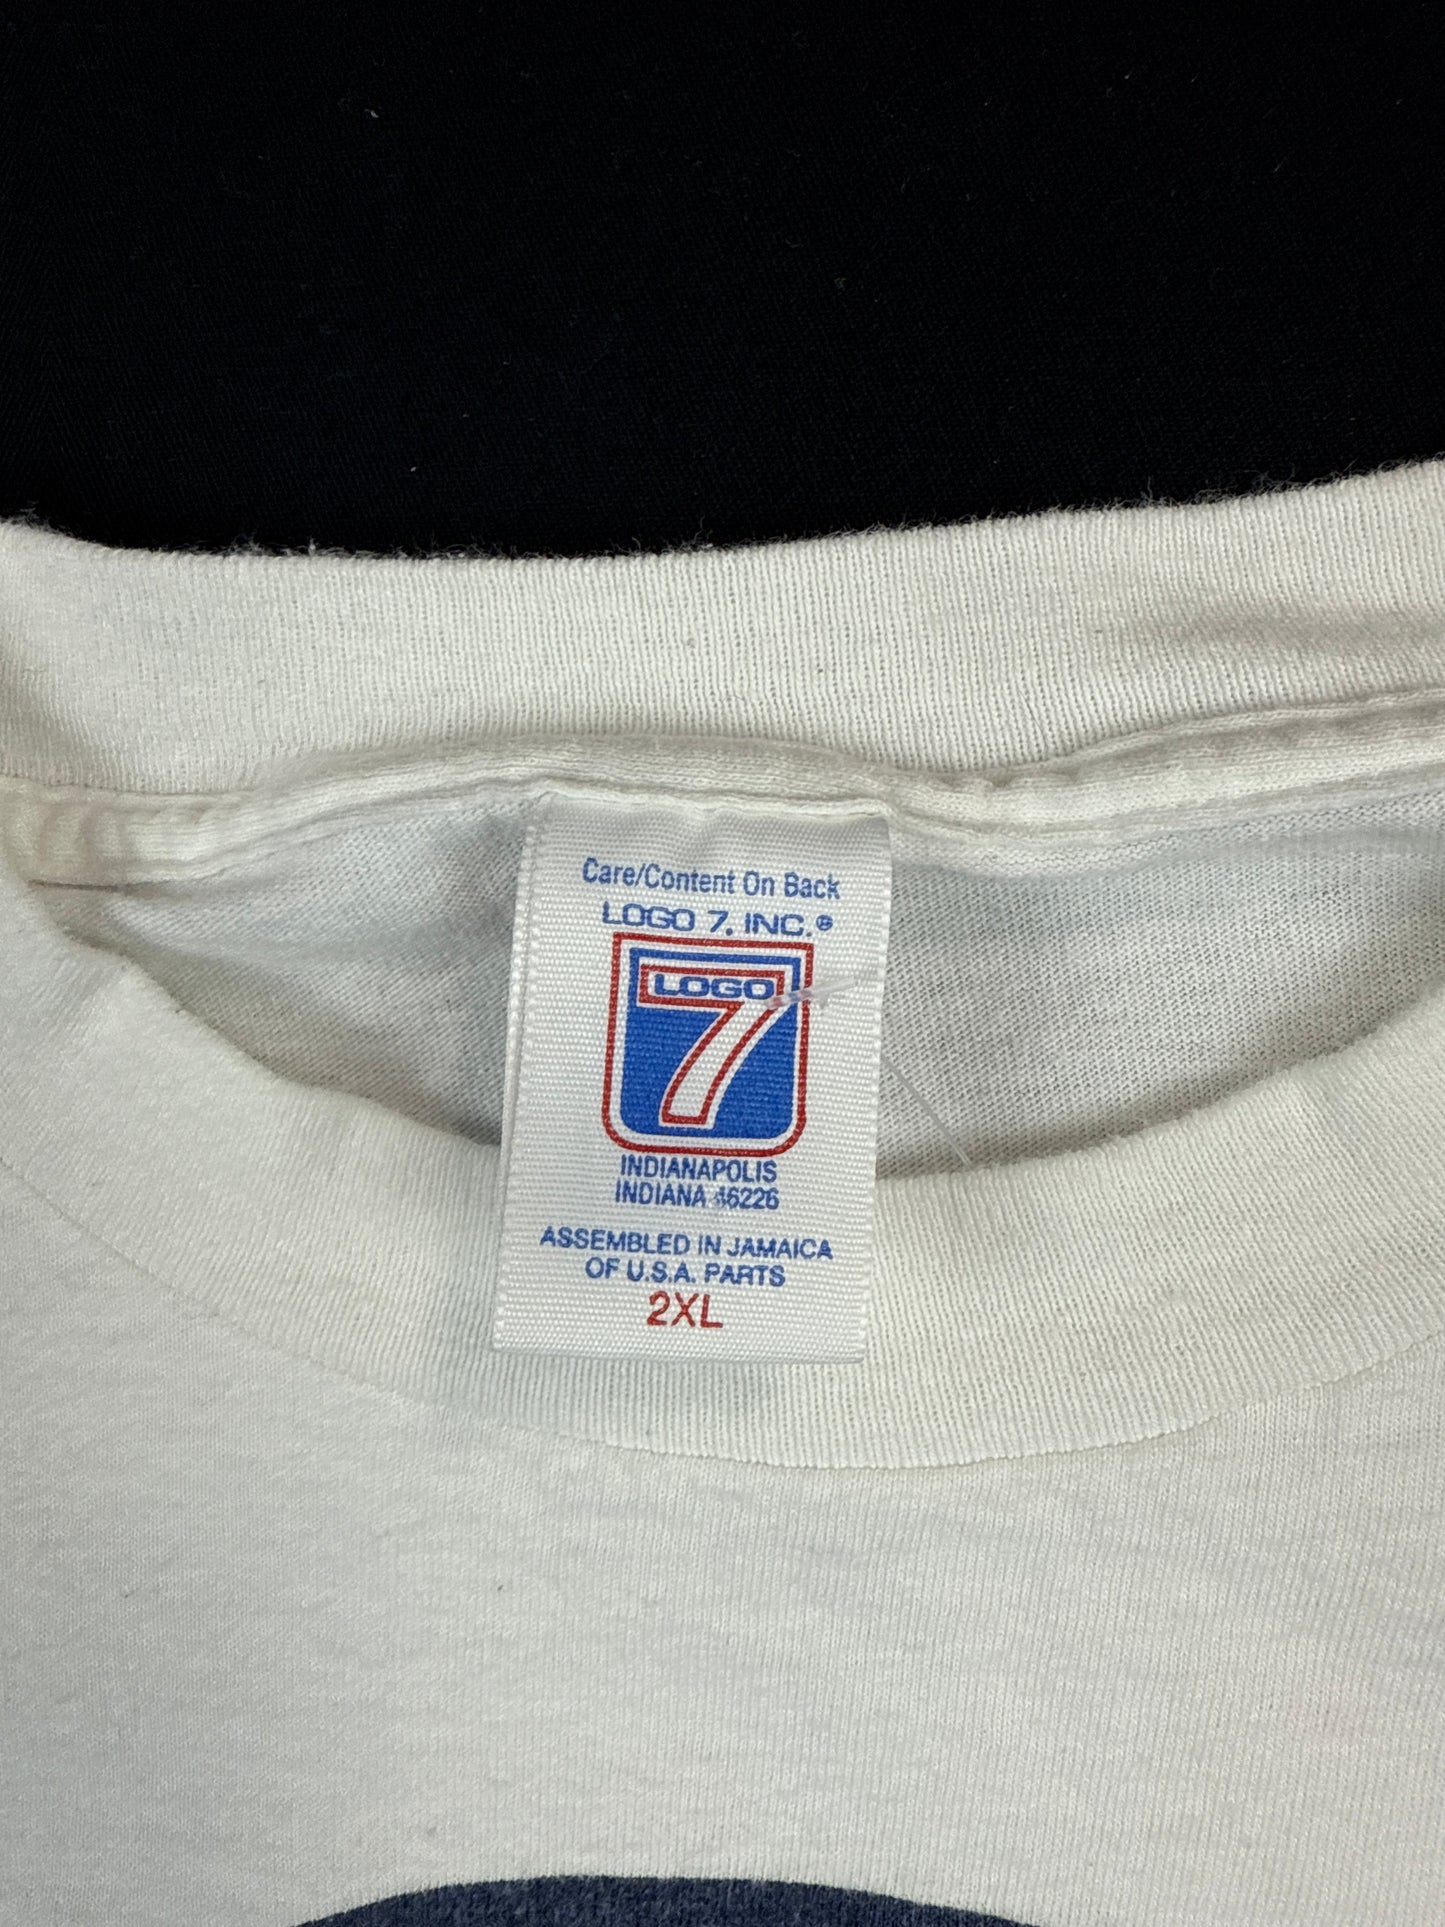 Care/Content On Back
LOGO 7, INC.®
LOGO
7
INDIANAPOLIS
INDIANA 46226
ASSEMBLED IN JAMAICA
OF U.S.A. PARTS
2XL